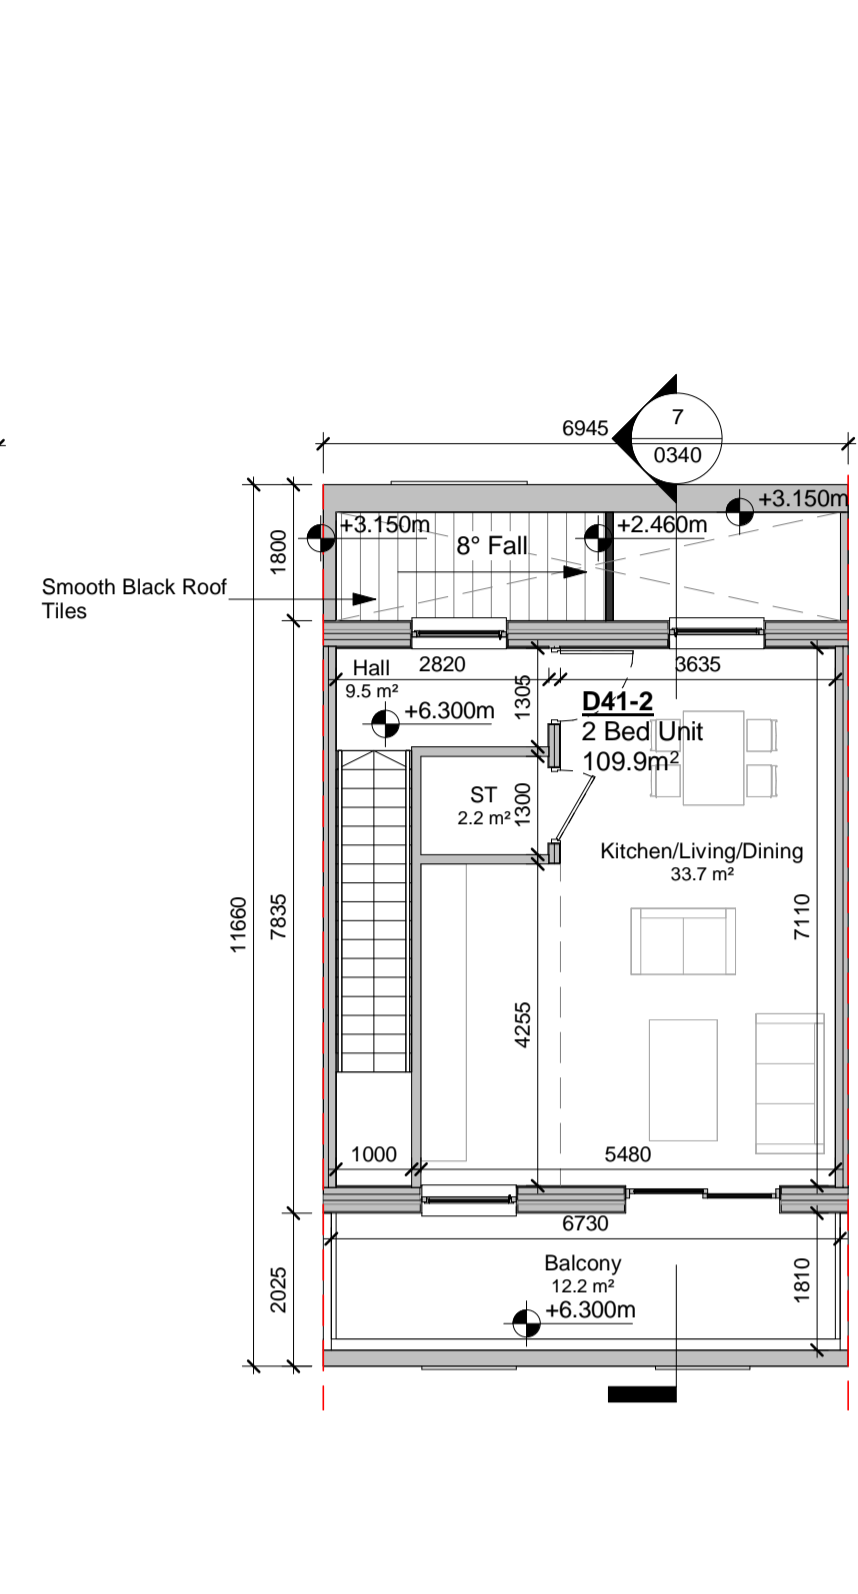 7
6945
0340
+3.150m
+3.150m
+2.460m
8° Fall
1800
Smooth Black Roof
Tiles
Hall
9.5 m²
2820
3635
1305
D41-2
2 Bed Unit
109.9m²
+6.300m
ST
2.2 m²
1300
Kitchen/Living/Dining
33.7 m²
11660
7835
7110
4255
1000
5480
6730
Balcony
12.2 m²
+6.300m
2025
1810